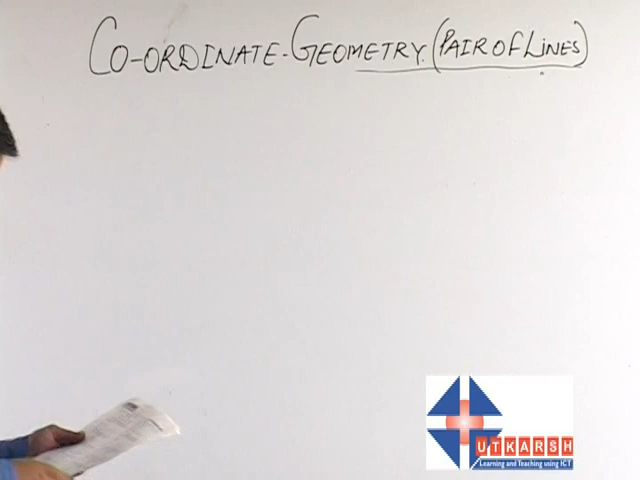 CO-ORDINATE-GEOMETRY. (PAIR OF LiNES)
UTKARSH
Learning and Teaching using ICT